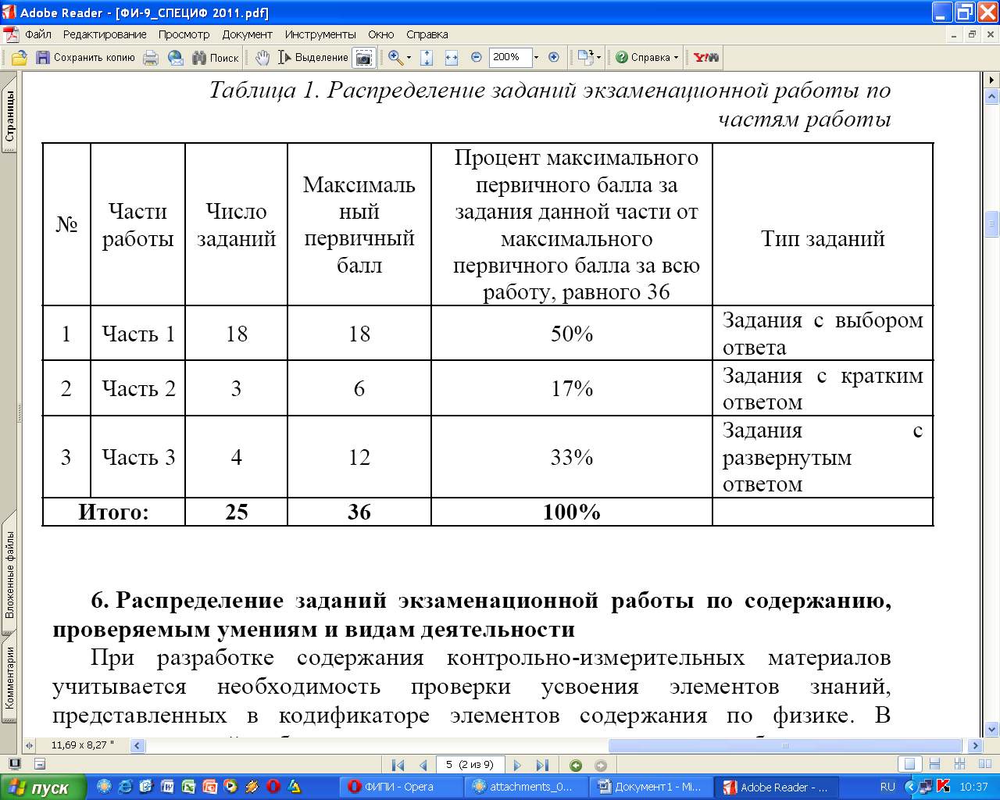 Adobe Reader - [ФИ-9_СПЕЦИФ 2011.pdf]
Файл Редактирование Просмотр Документ Инструменты Окно Справка
Сохранить копию Поиск Выделение 200% Справка Y!
Страницы
Вложенные файлы
Комментарии
Таблица 1. Распределение заданий экзаменационной работы по
частям работы
№
Части
работы
Число
заданий
Максималь
ный
первичный
балл
Процент максимального
первичного балла за
задания данной части от
максимального
первичного балла за всю
работу, равного 36
Тип заданий
1 Часть 1 18 18 50% Задания с выбором
ответа
2 Часть 2 3 6 17% Задания с кратким
ответом
3 Часть 3 4 12 33% Задания с
развернутым
ответом
Итого: 25 36 100%
6. Распределение заданий экзаменационной работы по содержанию,
проверяемым умениям и видам деятельности
При разработке содержания контрольно-измерительных материалов
учитывается необходимость проверки усвоения элементов знаний,
представленных в кодификаторе элементов содержания по физике. В
11,69 x 8,27 "
5 (2 из 9)
пуск ФИПИ - Opera attachments_0... Документ1 - Mi... Adobe Reader - ... RU 10:37